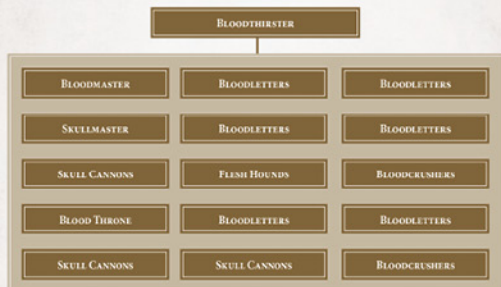 BLOODTHIRSTER
BLOODMASTER
BLOODLETTERS
BLOODLETTERS
SKULLMASTER
BLOODLETTERS
BLOODLETTERS
SKULL CANNONS
FLESH HOUNDS
BLOODCRUSHERS
BLOOD THRONE
BLOODLETTERS
BLOODLETTERS
SKULL CANNONS
SKULL CANNONS
BLOODCRUSHERS